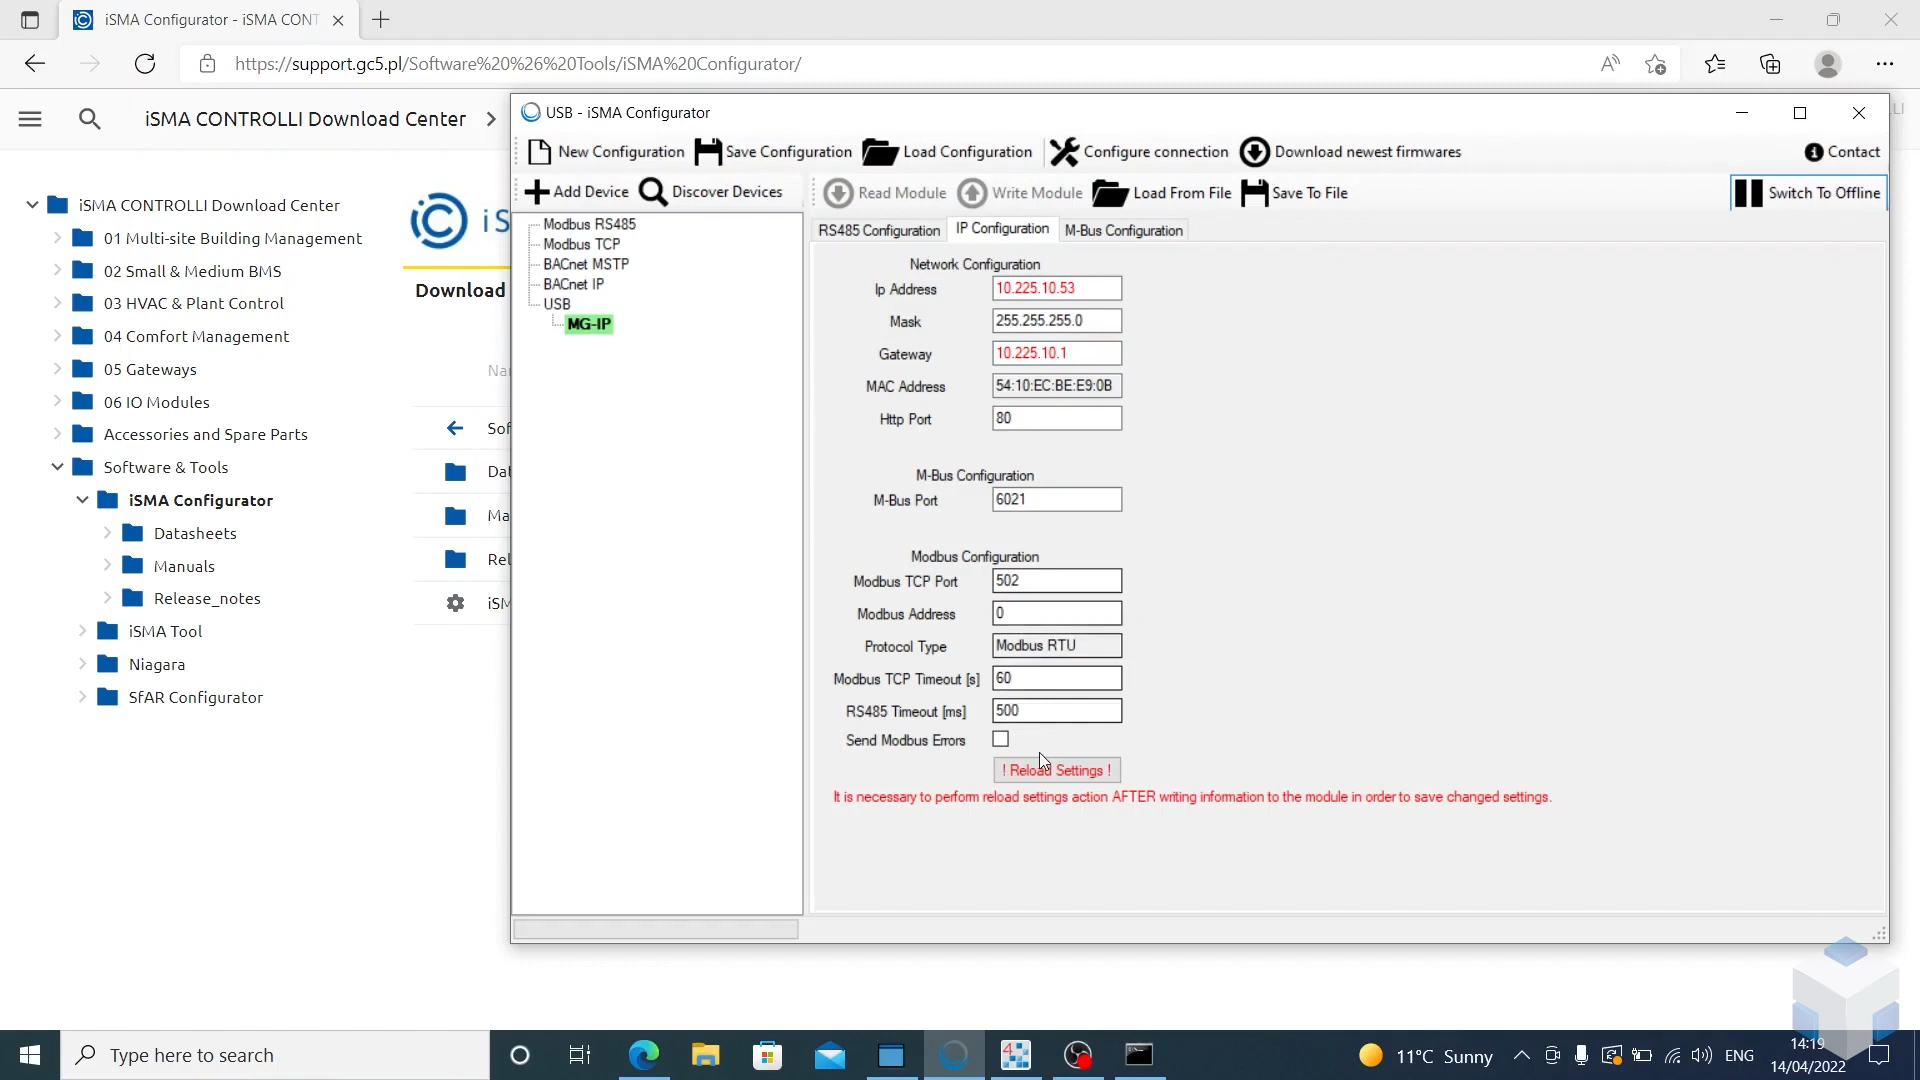 iSMA Configurator - iSMA CONT
https://support.gc5.pl/Software%20%26%20Tools/iSMA%20Configurator/
iSMA CONTROLLI Download Center
iSMA CONTROLLI Download Center
01 Multi-site Building Management
02 Small & Medium BMS
03 HVAC & Plant Control
04 Comfort Management
05 Gateways
06 IO Modules
Accessories and Spare Parts
Software & Tools
iSMA Configurator
Datasheets
Manuals
Release_notes
iSMA Tool
Niagara
SfAR Configurator
iS
Download
Na
Sof
Dat
Ma
Rel
iSM
LI
USB - iSMA Configurator
New Configuration Save Configuration Load Configuration Configure connection Download newest firmwares Contact
Add Device Discover Devices Read Module Write Module Load From File Save To File Switch To Offline
Modbus RS485
Modbus TCP
BACnet MSTP
BACnet IP
USB
MG-IP
RS485 Configuration IP Configuration M-Bus Configuration
Network Configuration
Ip Address 10.225.10.53
Mask 255.255.255.0
Gateway 10.225.10.1
MAC Address 54:10:EC:BE:E9:0B
Http Port 80
M-Bus Configuration
M-Bus Port 6021
Modbus Configuration
Modbus TCP Port 502
Modbus Address 0
Protocol Type Modbus RTU
Modbus TCP Timeout [s] 60
RS485 Timeout [ms] 500
Send Modbus Errors
! Reload Settings !
It is necessary to perform reload settings action AFTER writing information to the module in order to save changed settings.
Type here to search
11°C Sunny
ENG
14:19
14/04/2022